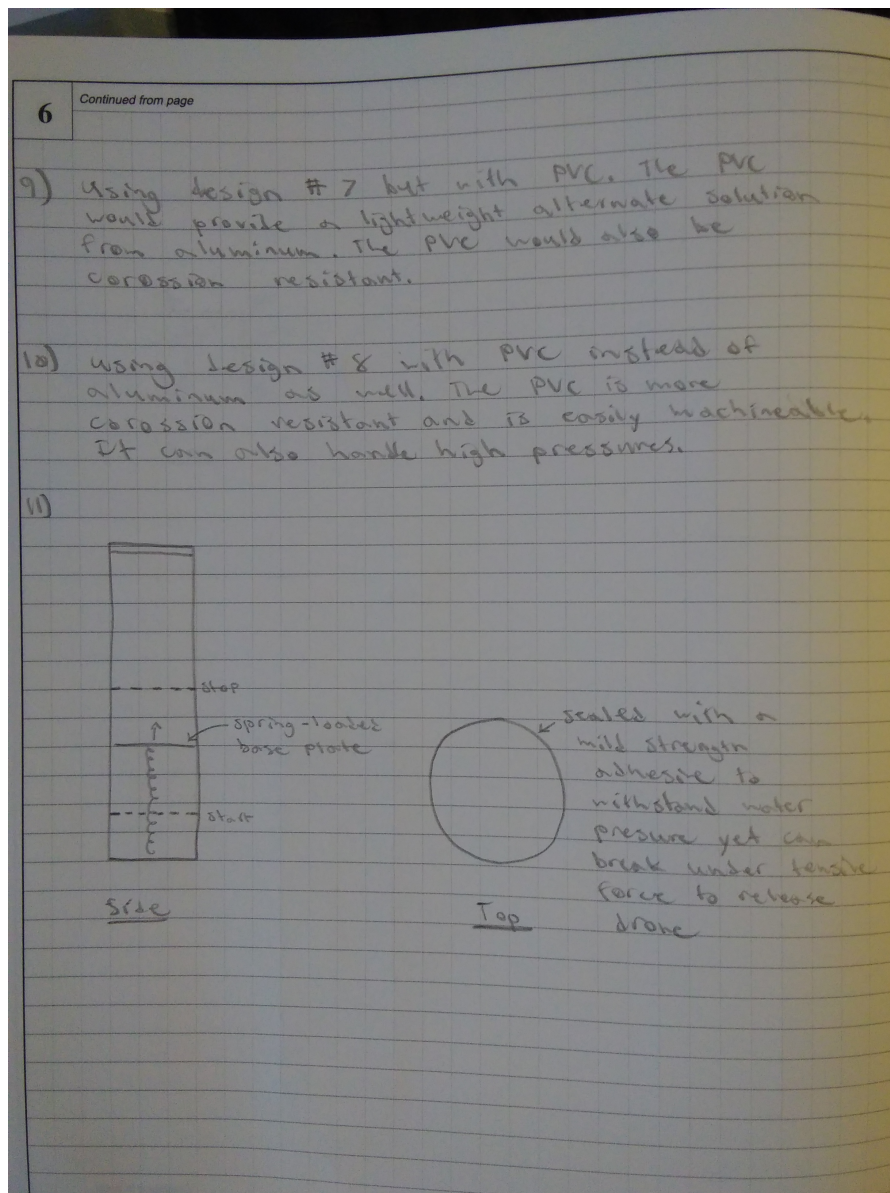 6
Continued from page
9) Using design #7 but with PVC. The PVC
would provide a lightweight alternate solution
from aluminum. The PVC would also be
corossion resistant.
10) Using design #8 with PVC instead of
aluminum as well. The PVC is more
corossion resistant and is easily machineable.
It can also handle high pressures.
11)
stop
spring-loaded
base plate
start
Side
sealed with a
mild strength
adhesive to
withstand water
presure yet can
break under tensile
force to release
drone
Top